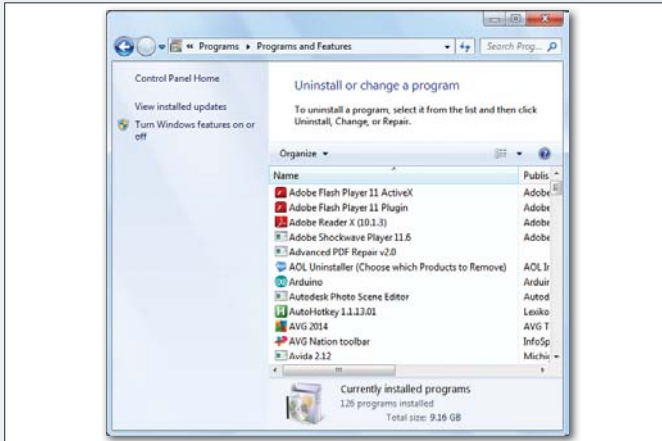 « Programs ▸ Programs and Features
Search Prog...
Control Panel Home
View installed updates
Turn Windows features on or
off
Uninstall or change a program
To uninstall a program, select it from the list and then click
Uninstall, Change, or Repair.
Organize
Name Publis
Adobe Flash Player 11 ActiveX Adobe
Adobe Flash Player 11 Plugin Adobe
Adobe Reader X (10.1.3) Adobe
Adobe Shockwave Player 11.6 Adobe
Advanced PDF Repair v2.0
AOL Uninstaller (Choose which Products to Remove) AOL Ir
Arduino Arduir
Autodesk Photo Scene Editor Autod
AutoHotkey 1.1.13.01 Lexiko
AVG 2014 AVG T
AVG Nation toolbar InfoSp
Avida 2.12 Michi
Currently installed programs
126 programs installed
Total size: 9.16 GB